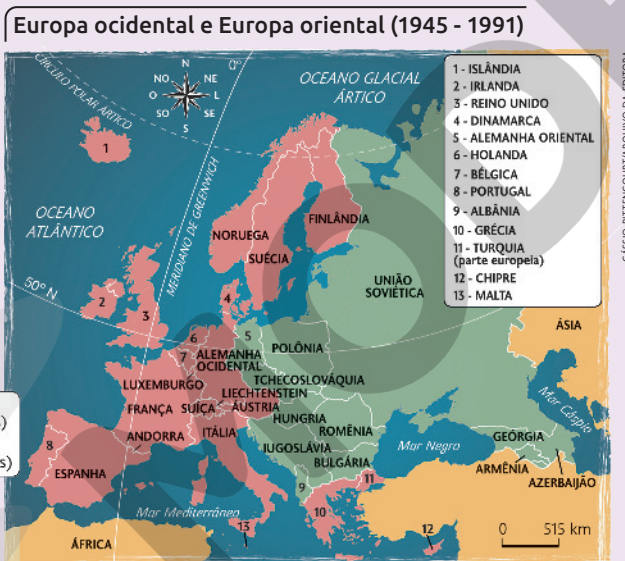 Europa ocidental e Europa oriental (1945 - 1991)
CÍRCULO POLAR ÁRTICO
N
NO
NE
O
L
SO
SE
S
0°
OCEANO GLACIAL
ÁRTICO
1 - ISLÂNDIA
2 - IRLANDA
3 - REINO UNIDO
4 - DINAMARCA
5 - ALEMANHA ORIENTAL
6 - HOLANDA
7 - BÉLGICA
8 - PORTUGAL
9 - ALBÂNIA
10 - GRÉCIA
11 - TURQUIA
(parte europeia)
12 - CHIPRE
13 - MALTA
1
OCEANO
ATLÂNTICO
MERIDIANO DE GREENWICH
50° N
NORUEGA
SUÉCIA
FINLÂNDIA
UNIÃO
SOVIÉTICA
ÁSIA
2
3
4
5
6
7
ALEMANHA
OCIDENTAL
POLÔNIA
LUXEMBURGO
TCHECOSLOVÁQUIA
LIECHTENSTEIN
FRANÇA
SUÍÇA
ÁUSTRIA
HUNGRIA
ANDORRA
ITÁLIA
ROMÊNIA
IUGOSLÁVIA
BULGÁRIA
8
ESPANHA
9
10
11
12
13
Mar Negro
Mar Cáspio
GEÓRGIA
ARMÊNIA
AZERBAIJÃO
Mar Mediterrâneo
ÁFRICA
0 515 km